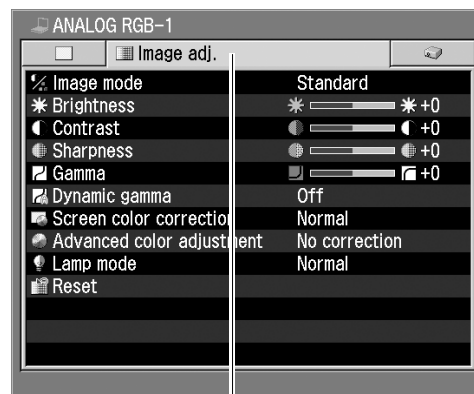 ANALOG RGB-1
Image adj.
Image mode Standard
Brightness +0
Contrast +0
Sharpness +0
Gamma +0
Dynamic gamma Off
Screen color correction Normal
Advanced color adjustment No correction
Lamp mode Normal
Reset